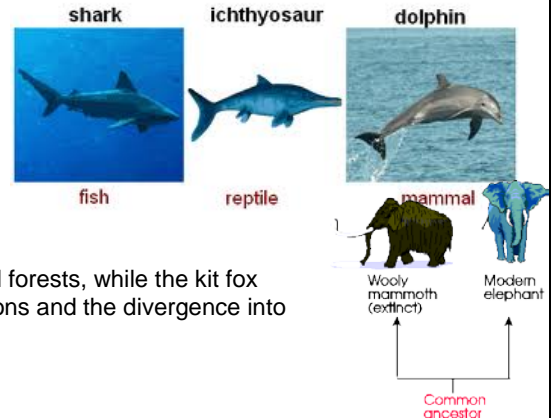 shark ichthyosaur dolphin
fish reptile mammal
l forests, while the kit fox
ons and the divergence into
Wooly Modern
mammoth elephant
(extinct)
Common
ancestor